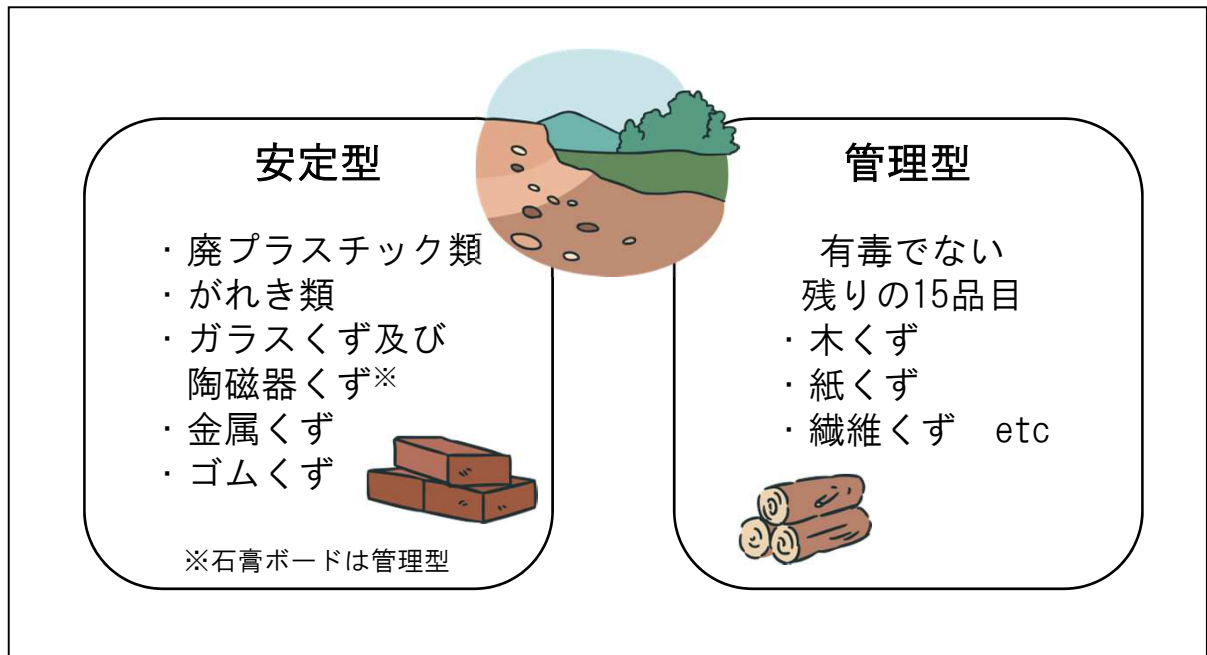 安定型
・廃プラスチック類
・がれき類
・ガラスくず及び
陶磁器くず※
・金属くず
・ゴムくず
※石膏ボードは管理型
管理型
有毒でない
残りの15品目
・木くず
・紙くず
・繊維くず　etc